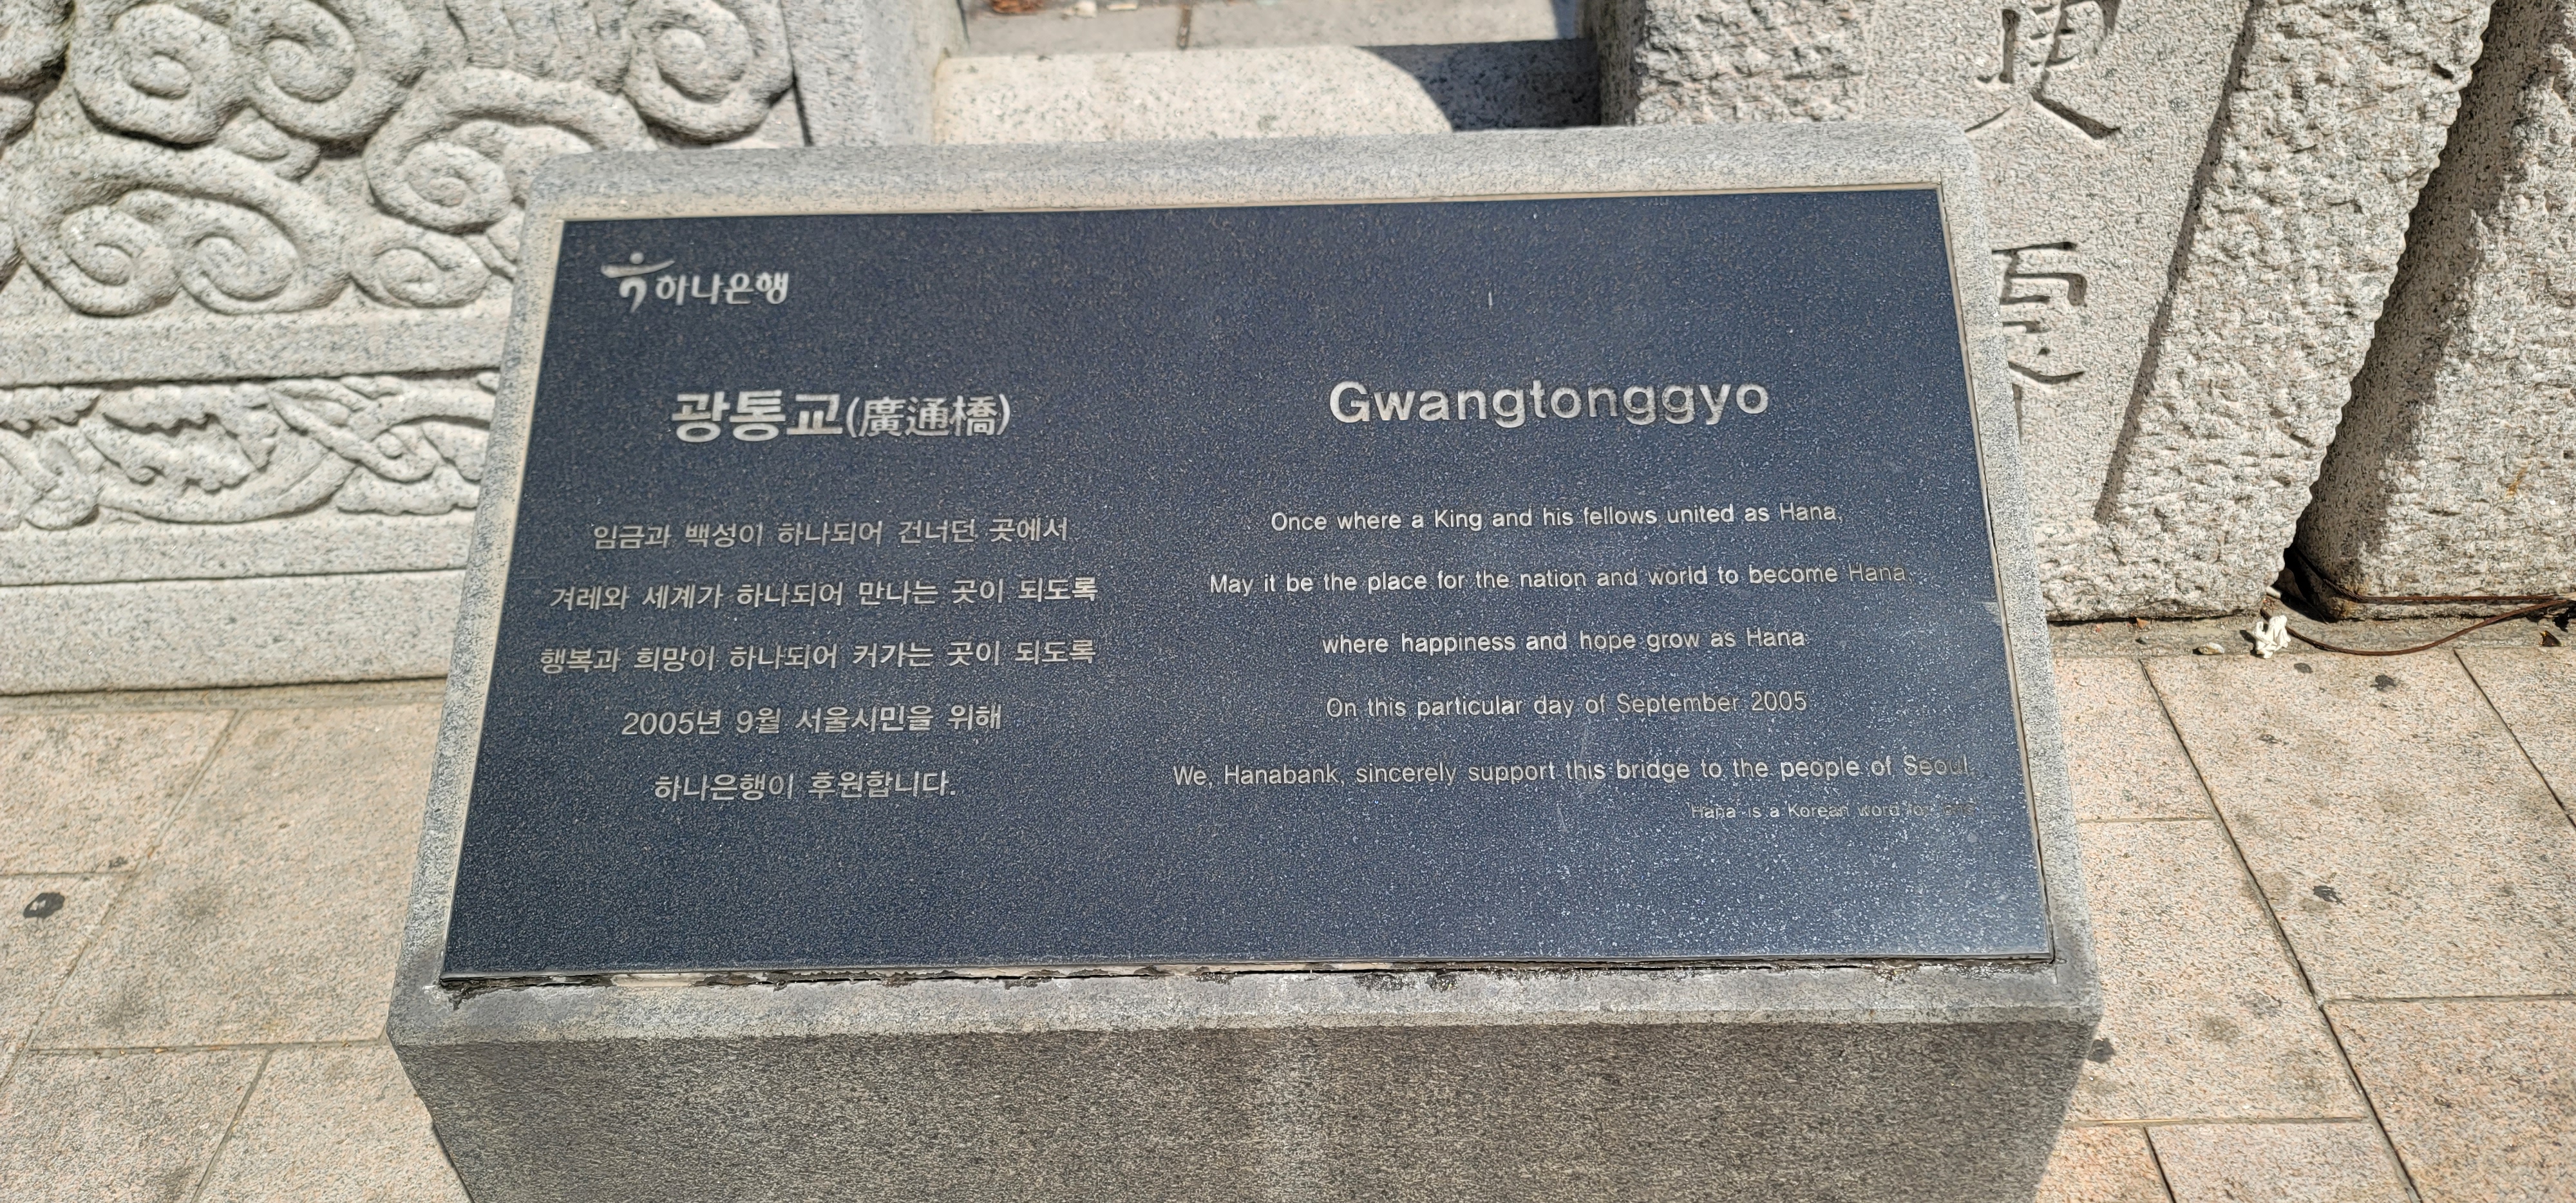 하나은행
광통교(廣通橋)
임금과 백성이 하나되어 건너던 곳에서
겨레와 세계가 하나되어 만나는 곳이 되도록
행복과 희망이 하나되어 커가는 곳이 되도록
2005년 9월 서울시민을 위해
하나은행이 후원합니다.
Gwangtonggyo
Once where a King and his fellows united as Hana,
May it be the place for the nation and world to become Hana,
where happiness and hope grow as Hana
On this particular day of September 2005
We, Hanabank, sincerely support this bridge to the people of Seoul.
Hana is a Korean word for